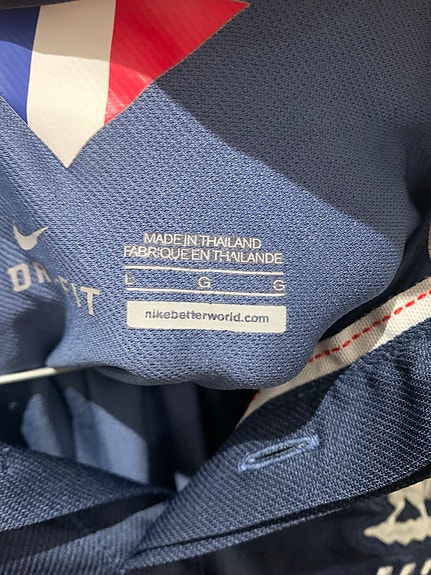 MADE IN THAILAND
FABRIQUE EN THAILANDE
L G G
nikebetterworld.com
DRI-FIT